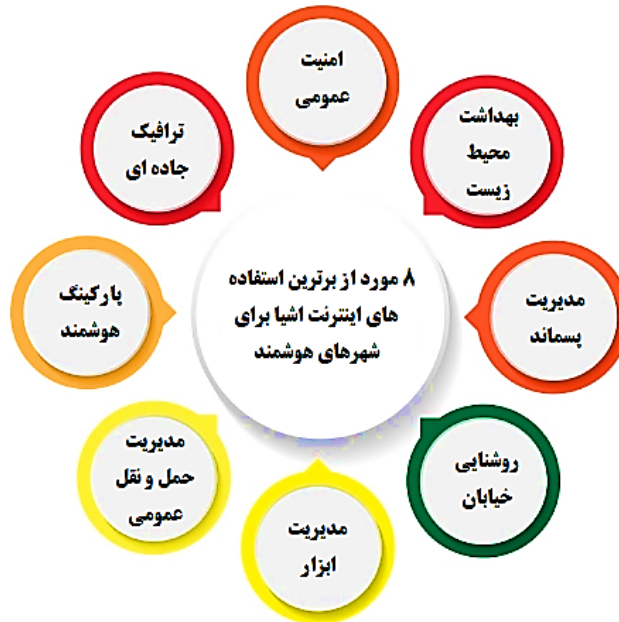 ۸ مورد از برترین استفاده
های اینترنت اشیا برای
شهرهای هوشمند
امنیت
عمومی
بهداشت
محیط
زیست
مدیریت
پسماند
روشنایی
خیابان
مدیریت
ابزار
مدیریت
حمل و نقل
عمومی
پارکینگ
هوشمند
ترافیک
جاده ای